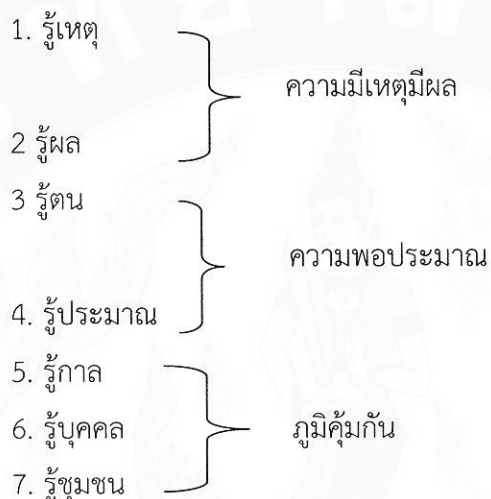 1. รู้เหตุ
ความมีเหตุมีผล
2 รู้ผล
3 รู้ตน
ความพอประมาณ
4. รู้ประมาณ
5. รู้กาล
6. รู้บุคคล ภูมิคุ้มกัน
7. รู้ชุมชน